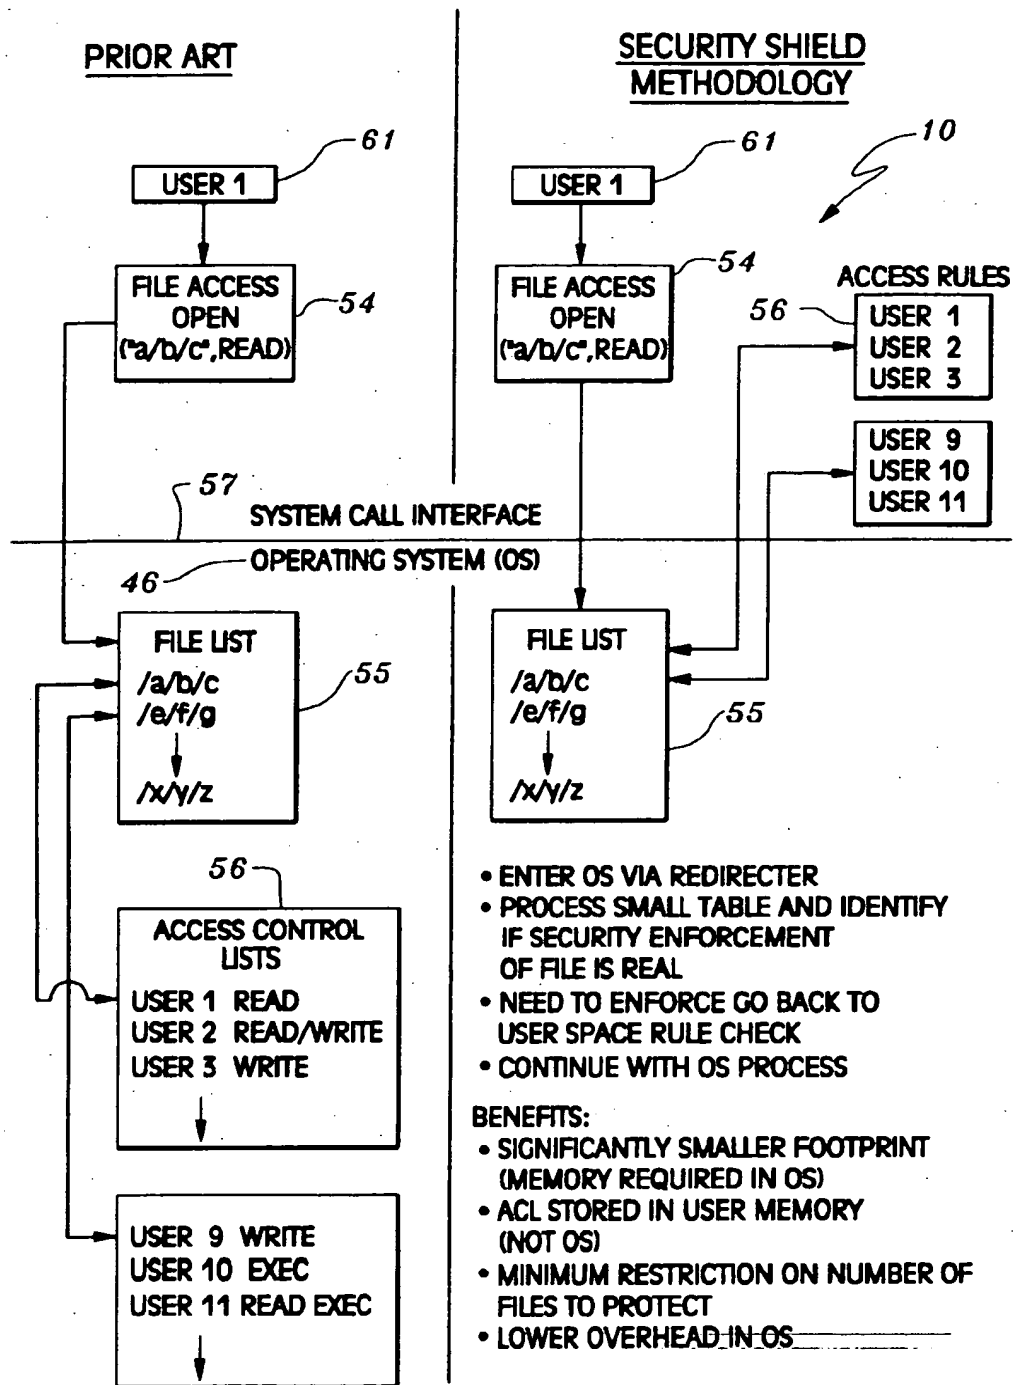 PRIOR ART
61
USER 1
FILE ACCESS
OPEN
("a/b/c",READ)
54
57
SYSTEM CALL INTERFACE
46
OPERATING SYSTEM (OS)
FILE LIST
/a/b/c
/e/f/g
/x/y/z
55
56
ACCESS CONTROL
LISTS
USER 1 READ
USER 2 READ/WRITE
USER 3 WRITE
USER 9 WRITE
USER 10 EXEC
USER 11 READ EXEC
SECURITY SHIELD
METHODOLOGY
10
61
USER 1
54
FILE ACCESS
OPEN
("a/b/c",READ)
ACCESS RULES
56
USER 1
USER 2
USER 3
USER 9
USER 10
USER 11
FILE LIST
/a/b/c
/e/f/g
/x/y/z
55
• ENTER OS VIA REDIRECTER
• PROCESS SMALL TABLE AND IDENTIFY
IF SECURITY ENFORCEMENT
OF FILE IS REAL
• NEED TO ENFORCE GO BACK TO
USER SPACE RULE CHECK
• CONTINUE WITH OS PROCESS
BENEFITS:
• SIGNIFICANTLY SMALLER FOOTPRINT
(MEMORY REQUIRED IN OS)
• ACL STORED IN USER MEMORY
(NOT OS)
• MINIMUM RESTRICTION ON NUMBER OF
FILES TO PROTECT
• LOWER OVERHEAD IN OS